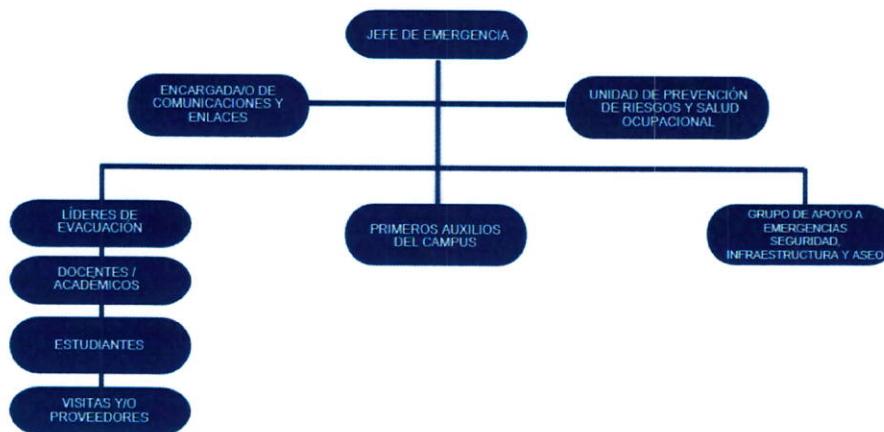 JEFE DE EMERGENCIA
ENCARGADA/O DE
COMUNICACIONES Y
ENLACES
UNIDAD DE PREVENCIÓN
DE RIESGOS Y SALUD
OCUPACIONAL
LÍDERES DE
EVACUACIÓN
PRIMEROS AUXILIOS
DEL CAMPUS
GRUPO DE APOYO A
EMERGENCIAS
SEGURIDAD,
INFRAESTRUCTURA Y ASEO
DOCENTES /
ACADEMICOS
ESTUDIANTES
VISITAS Y/O
PROVEEDORES